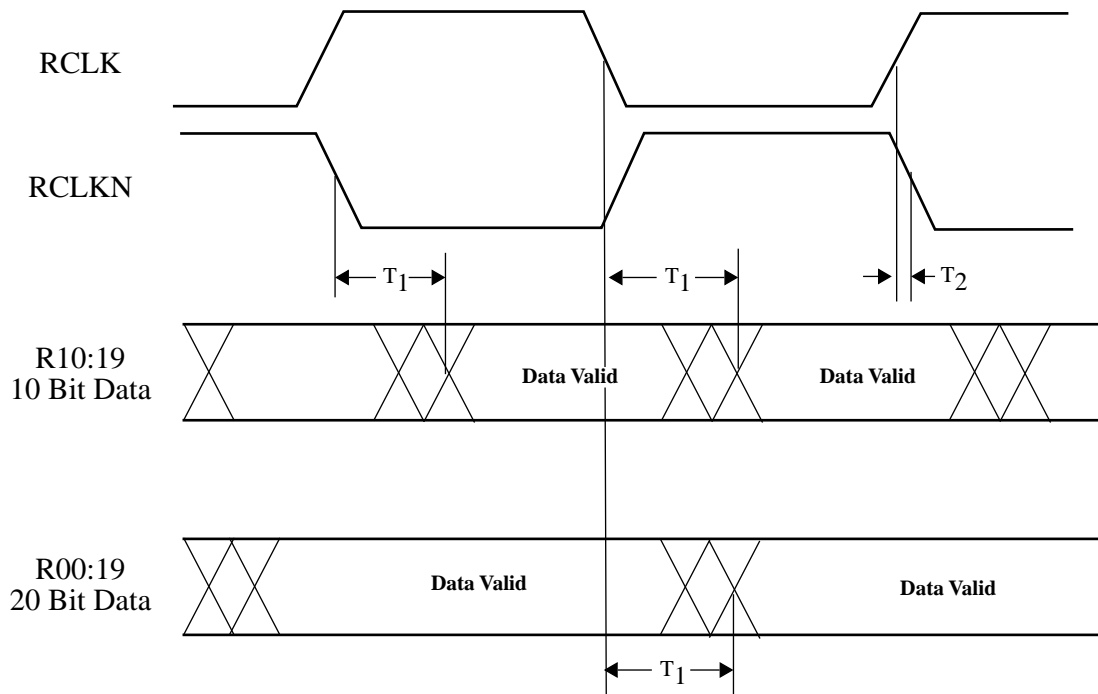 RCLK
RCLKN
T1
T1
T2
R10:19
10 Bit Data
Data Valid
Data Valid
R00:19
20 Bit Data
Data Valid
Data Valid
T1